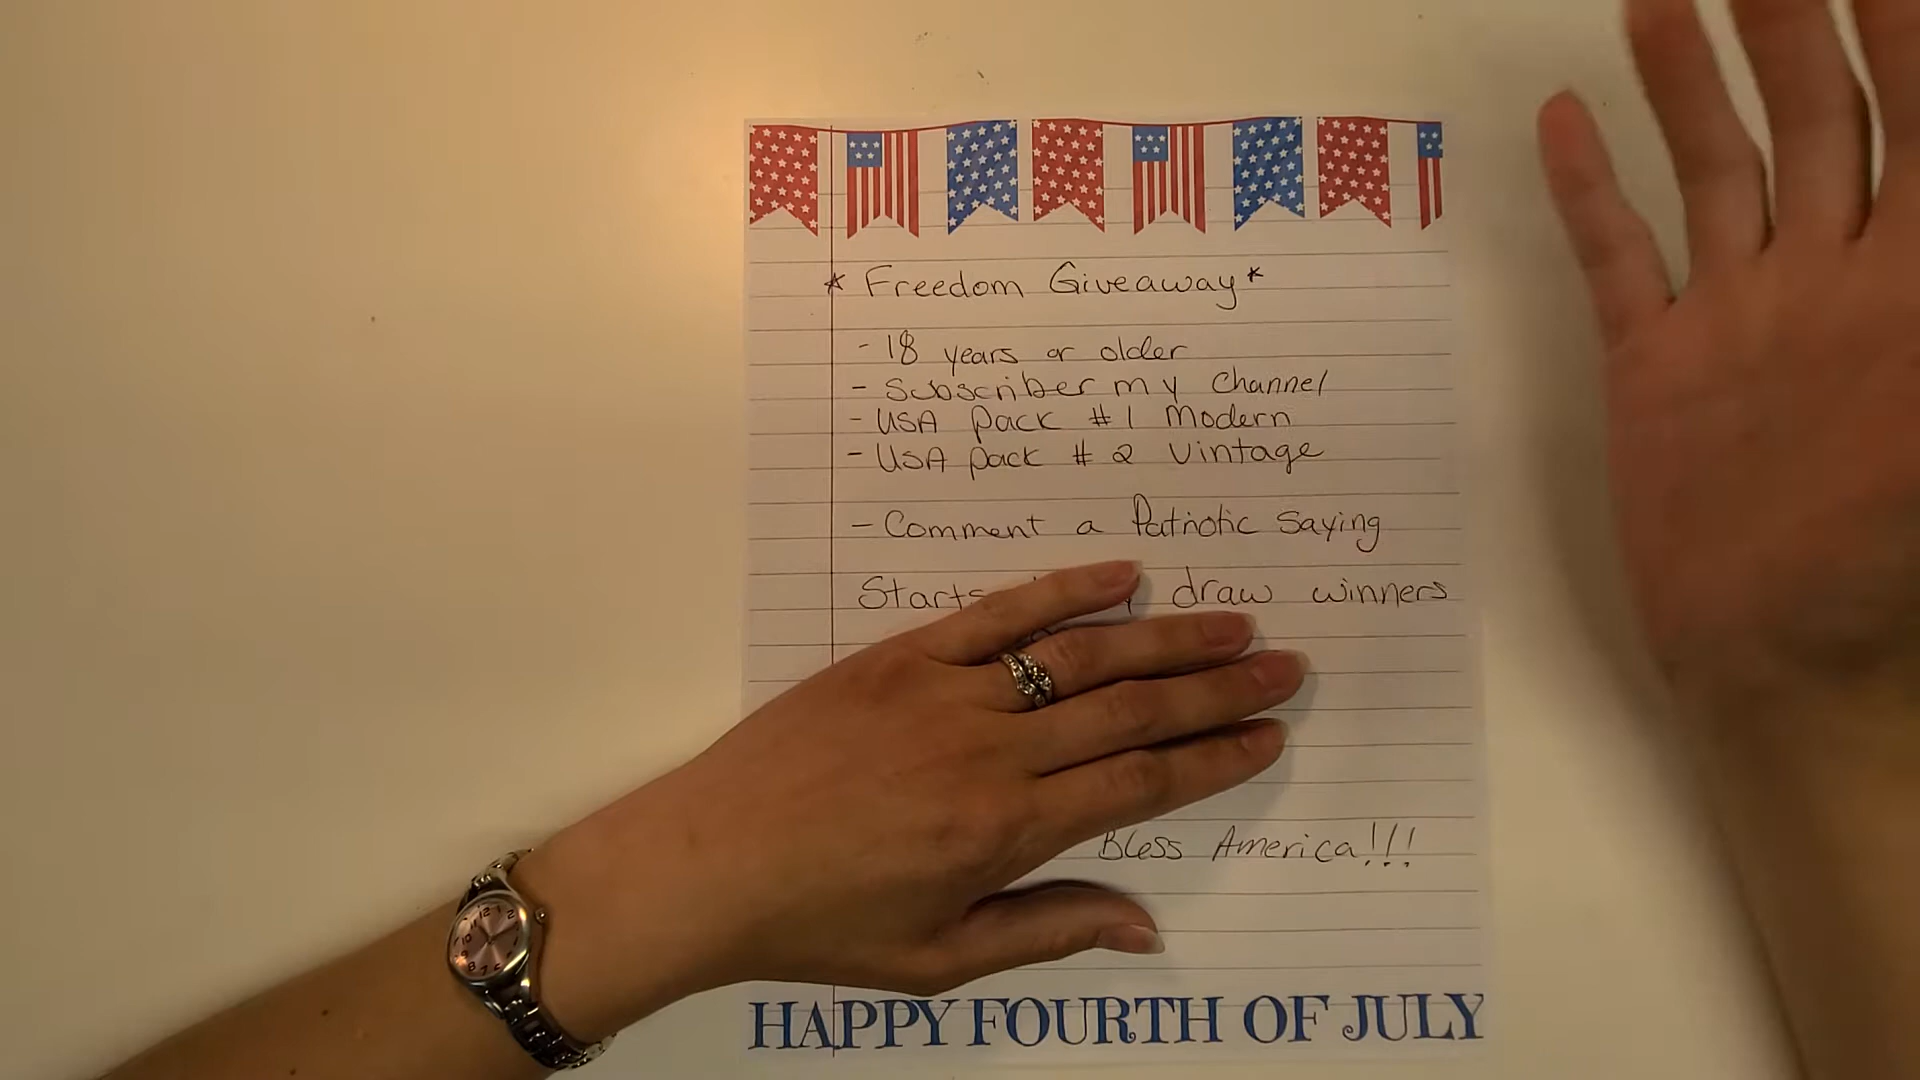 * Freedom Giveaway *
- 18 years or older
- Subscriber my Channel
- USA pack #1 Modern
- USA pack #2 Vintage
- Comment a Patriotic Saying
Starts draw winners
Bless America!!!
HAPPY FOURTH OF JULY